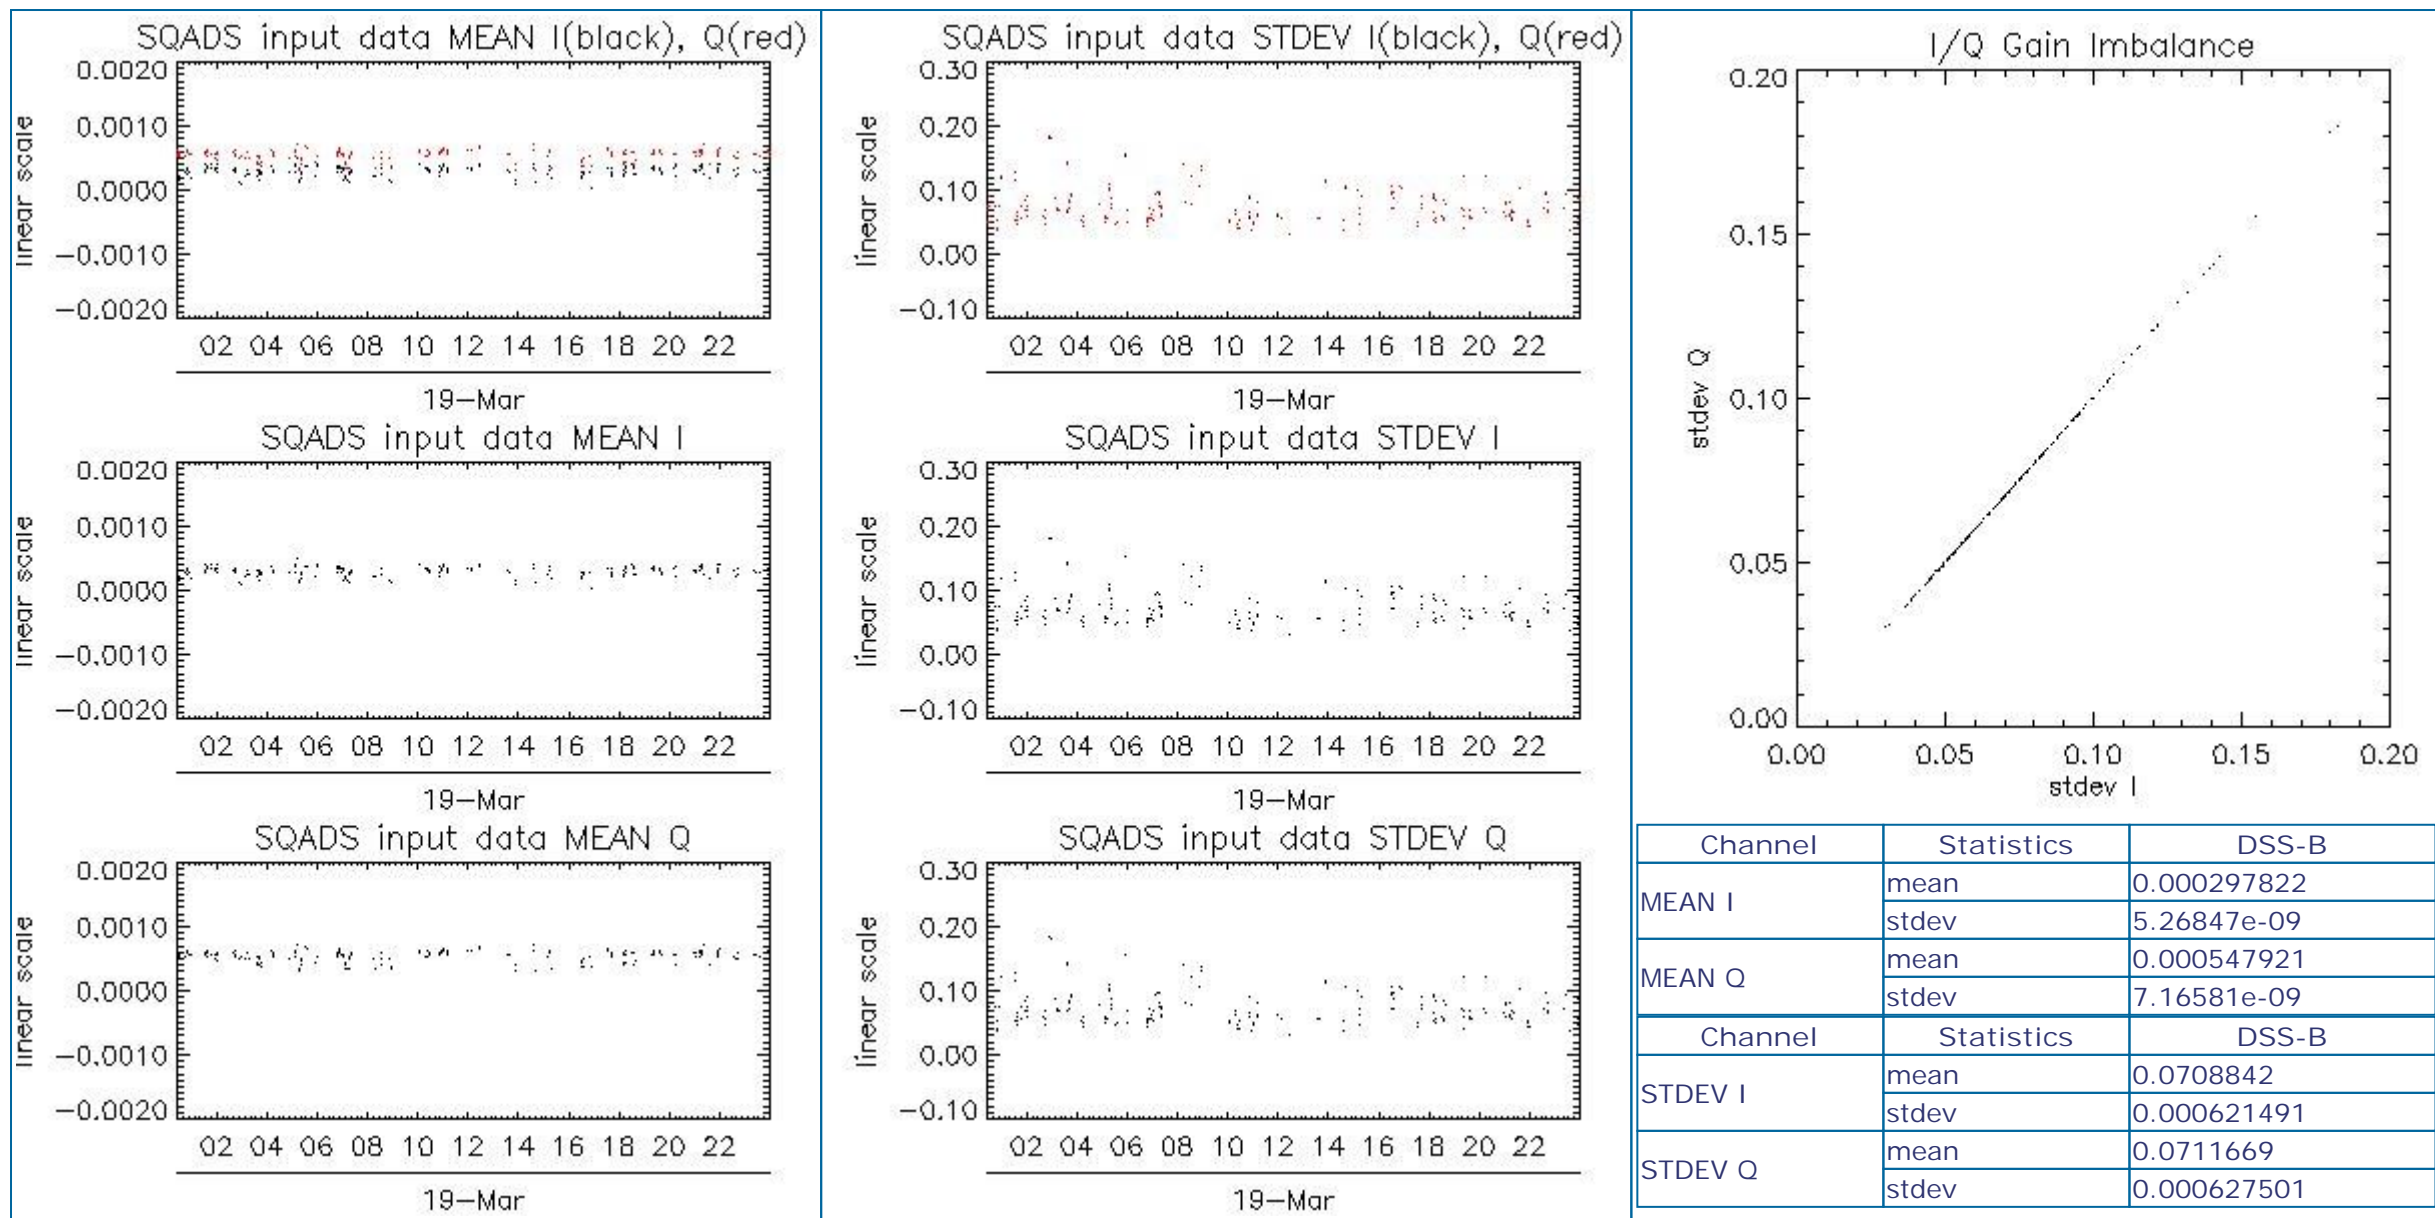 SQADS input data MEAN I(black), Q(red)
0.0020
0.0010
0.0000
−0.0010
−0.0020
linear scale
02 04 06 08 10 12 14 16 18 20 22
19−Mar
SQADS input data MEAN I
0.0020
0.0010
0.0000
−0.0010
−0.0020
linear scale
02 04 06 08 10 12 14 16 18 20 22
19−Mar
SQADS input data MEAN Q
0.0020
0.0010
0.0000
−0.0010
−0.0020
linear scale
02 04 06 08 10 12 14 16 18 20 22
19−Mar
SQADS input data STDEV I(black), Q(red)
0.30
0.20
0.10
0.00
−0.10
linear scale
02 04 06 08 10 12 14 16 18 20 22
19−Mar
SQADS input data STDEV I
0.30
0.20
0.10
0.00
−0.10
linear scale
02 04 06 08 10 12 14 16 18 20 22
19−Mar
SQADS input data STDEV Q
0.30
0.20
0.10
0.00
−0.10
linear scale
02 04 06 08 10 12 14 16 18 20 22
19−Mar
I/Q Gain Imbalance
0.20
0.15
0.10
0.05
0.00
stdev Q
0.00 0.05 0.10 0.15 0.20
stdev I
Channel Statistics DSS-B
MEAN I mean 0.000297822
stdev 5.26847e-09
MEAN Q mean 0.000547921
stdev 7.16581e-09
Channel Statistics DSS-B
STDEV I mean 0.0708842
stdev 0.000621491
STDEV Q mean 0.0711669
stdev 0.000627501